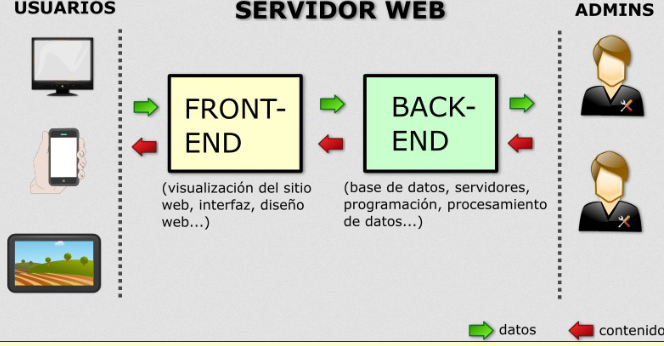 USUARIOS
SERVIDOR WEB
ADMINS
FRONT-
END
BACK-
END
(visualización del sitio
web, interfaz, diseño
web...)
(base de datos, servidores,
programación, procesamiento
de datos...)
datos
contenido